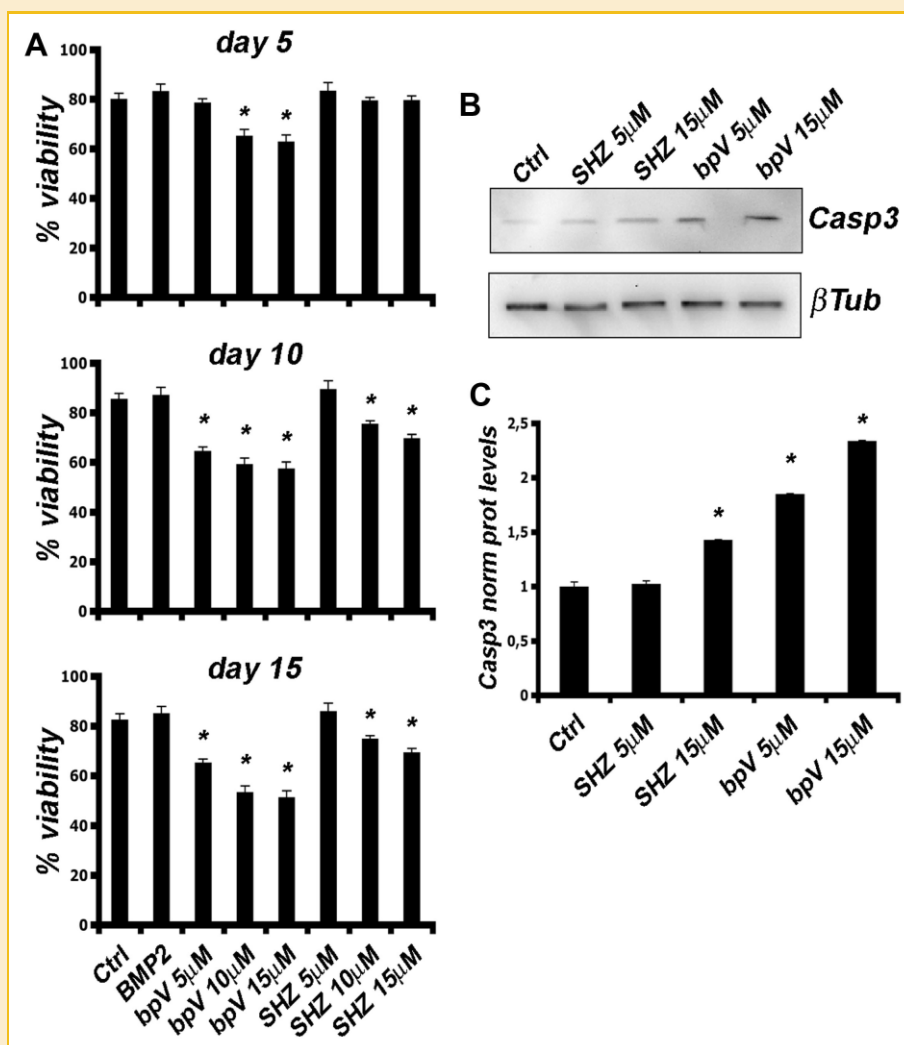 A
day 5
% viability
100
80
60
40
20
0
* *
day 10
% viability
100
80
60
40
20
0
* * * * *
day 15
% viability
100
80
60
40
20
0
* * * * *
Ctrl
BMP2
bpV 5μM
bpV 10μM
bpV 15μM
SHZ 5μM
SHZ 10μM
SHZ 15μM
B
Ctrl
SHZ 5μM
SHZ 15μM
bpV 5μM
bpV 15μM
Casp3
βTub
C
Casp3 norm prot levels
2,5
2
1,5
1
0,5
0
* * *
Ctrl
SHZ 5μM
SHZ 15μM
bpV 5μM
bpV 15μM